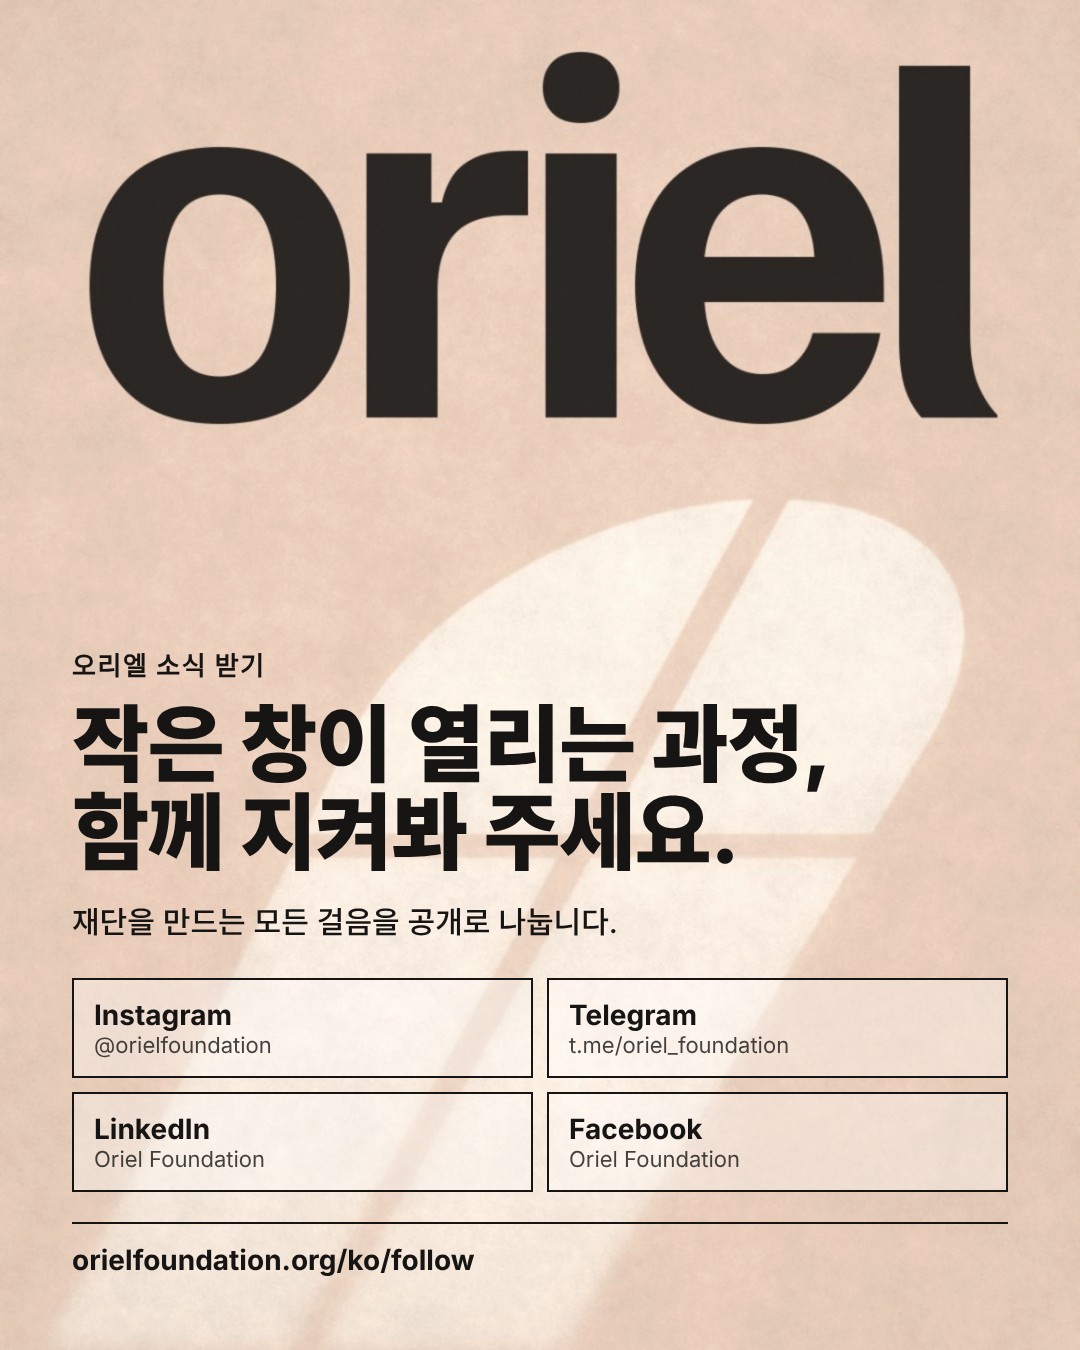 oriel
오리엘 소식 받기
작은 창이 열리는 과정,
함께 지켜봐 주세요.
재단을 만드는 모든 걸음을 공개로 나눕니다.
Instagram
@orielfoundation
Telegram
t.me/oriel_foundation
LinkedIn
Oriel Foundation
Facebook
Oriel Foundation
orielfoundation.org/ko/follow